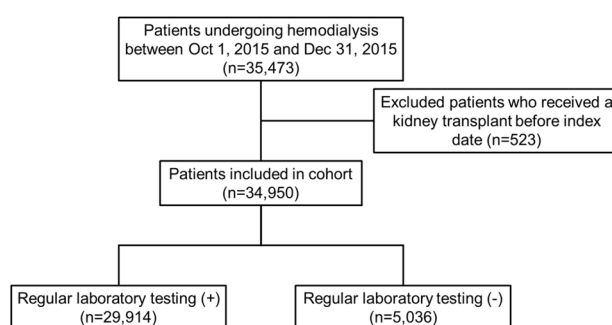 Patients undergoing hemodialysis
between Oct 1, 2015 and Dec 31, 2015
(n=35,473)
Excluded patients who received a
kidney transplant before index
date (n=523)
Patients included in cohort
(n=34,950)
Regular laboratory testing (+)
(n=29,914)
Regular laboratory testing (-)
(n=5,036)